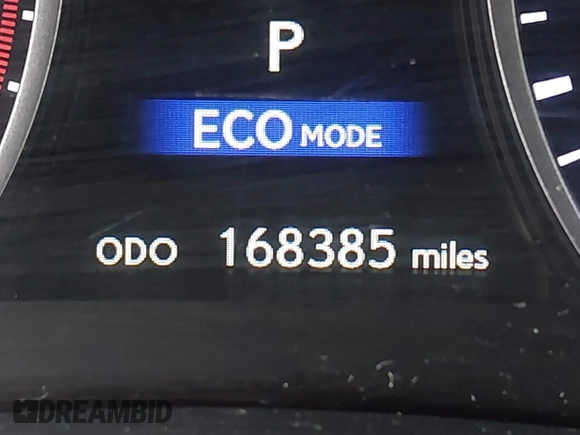 P
ECO MODE
ODO 168385 miles
DREAMBID